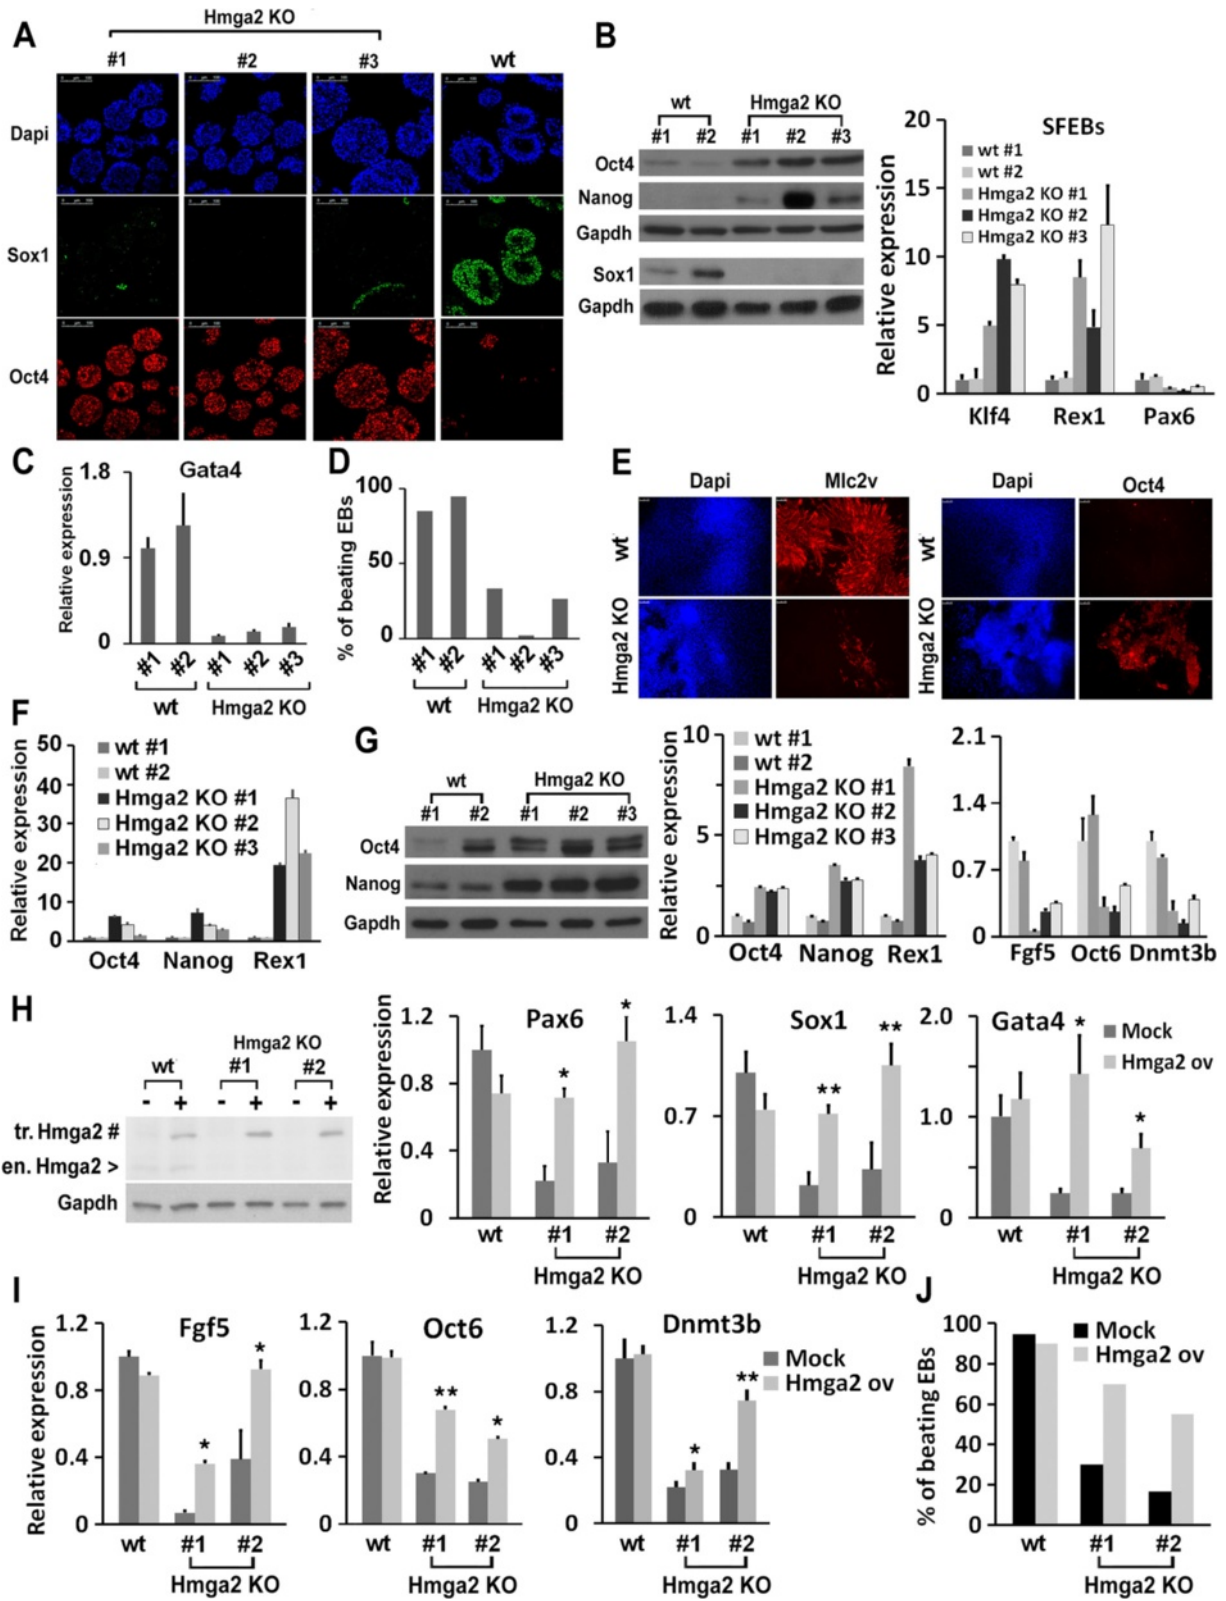 A
Hmga2 KO
#1 #2 #3 wt
Dapi
Sox1
Oct4
B
wt Hmga2 KO
#1 #2 #1 #2 #3
Oct4
Nanog
Gapdh
Sox1
Gapdh
SFEBs
Relative expression
20
15
10
5
0
wt #1
wt #2
Hmga2 KO #1
Hmga2 KO #2
Hmga2 KO #3
Klf4 Rex1 Pax6
C
Gata4
Relative expression
1.8
0.9
0
#1 #2 #1 #2 #3
wt Hmga2 KO
D
% of beating EBs
100
50
0
#1 #2 #1 #2 #3
wt Hmga2 KO
E
Dapi Mlc2v Dapi Oct4
wt
Hmga2 KO
wt
Hmga2 KO
F
Relative expression
50
40
30
20
10
0
wt #1
wt #2
Hmga2 KO #1
Hmga2 KO #2
Hmga2 KO #3
Oct4 Nanog Rex1
G
wt Hmga2 KO
#1 #2 #1 #2 #3
Oct4
Nanog
Gapdh
Relative expression
10
5
0
wt #1
wt #2
Hmga2 KO #1
Hmga2 KO #2
Hmga2 KO #3
Oct4 Nanog Rex1
2.1
1.4
0.7
0
Fgf5 Oct6 Dnmt3b
H
Hmga2 KO
wt #1 #2
- + - + - +
tr. Hmga2 #
en. Hmga2 >
Gapdh
Relative expression
Pax6
1.2
0.8
0.4
0
* *
wt #1 #2
Hmga2 KO
Sox1
1.4
0.7
0
** **
wt #1 #2
Hmga2 KO
Gata4
2.0
1.0
0
* *
Mock
Hmga2 ov
wt #1 #2
Hmga2 KO
I
Relative expression
Fgf5
1.2
0.8
0.4
0
* *
wt #1 #2
Hmga2 KO
Oct6
1.2
0.8
0.4
0
** *
wt #1 #2
Hmga2 KO
Dnmt3b
1.2
0.8
0.4
0
* **
Mock
Hmga2 ov
wt #1 #2
Hmga2 KO
J
% of beating EBs
100
80
60
40
20
0
Mock
Hmga2 ov
wt #1 #2
Hmga2 KO